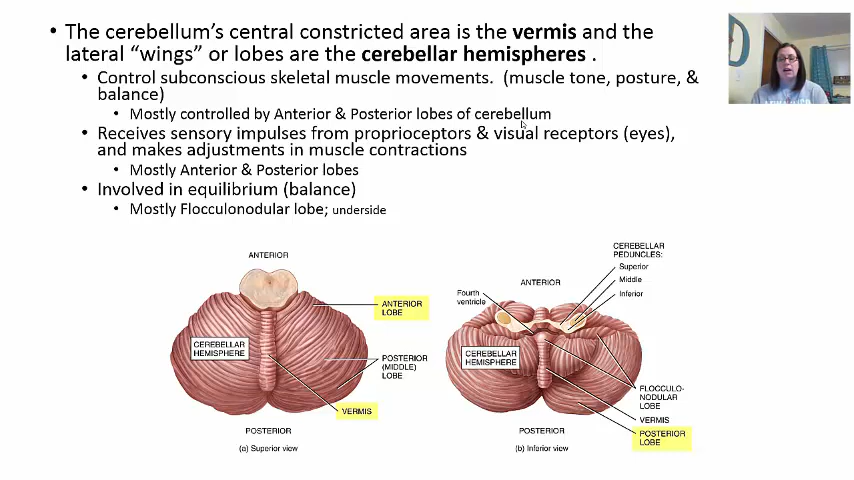 • The cerebellum's central constricted area is the vermis and the
lateral "wings" or lobes are the cerebellar hemispheres .
• Control subconscious skeletal muscle movements. (muscle tone, posture, &
balance)
• Mostly controlled by Anterior & Posterior lobes of cerebellum
• Receives sensory impulses from proprioceptors & visual receptors (eyes),
and makes adjustments in muscle contractions
• Mostly Anterior & Posterior lobes
• Involved in equilibrium (balance)
• Mostly Flocculonodular lobe; underside
ANTERIOR
ANTERIOR
LOBE
CEREBELLAR
HEMISPHERE
POSTERIOR
(MIDDLE)
LOBE
VERMIS
POSTERIOR
(a) Superior view
CEREBELLAR
PEDUNCLES:
Superior
Middle
Inferior
ANTERIOR
Fourth
ventricle
CEREBELLAR
HEMISPHERE
FLOCCULO-
NODULAR
LOBE
VERMIS
POSTERIOR
LOBE
POSTERIOR
(b) Inferior view